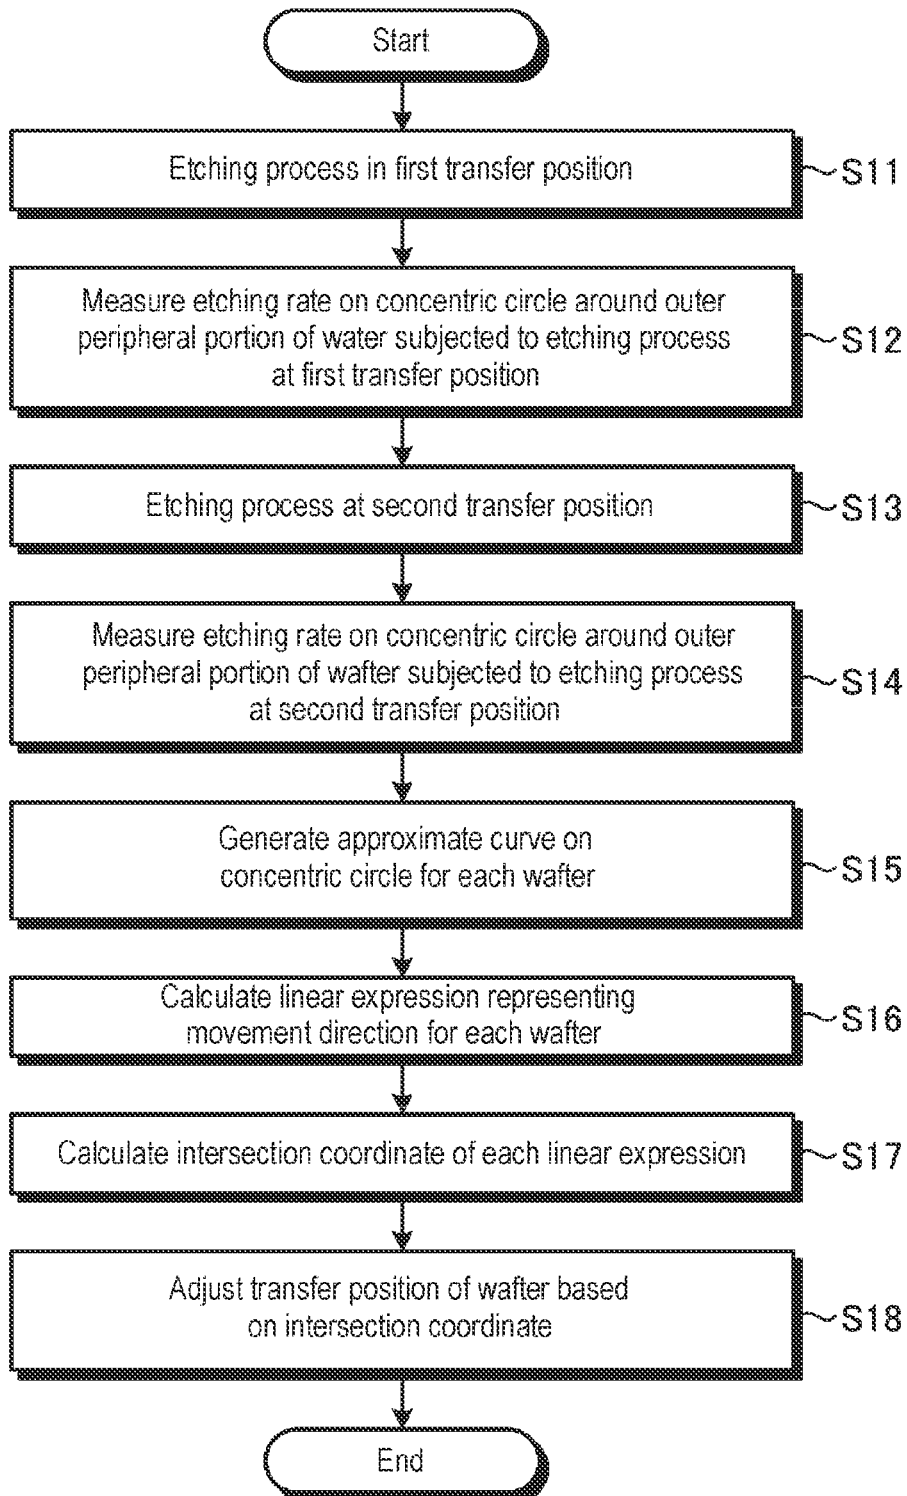 Start
Etching process in first transfer position
S11
Measure etching rate on concentric circle around outer
peripheral portion of water subjected to etching process
at first transfer position
S12
Etching process at second transfer position
S13
Measure etching rate on concentric circle around outer
peripheral portion of wafter subjected to etching process
at second transfer position
S14
Generate approximate curve on
concentric circle for each wafter
S15
Calculate linear expression representing
movement direction for each wafter
S16
Calculate intersection coordinate of each linear expression
S17
Adjust transfer position of wafter based
on intersection coordinate
S18
End